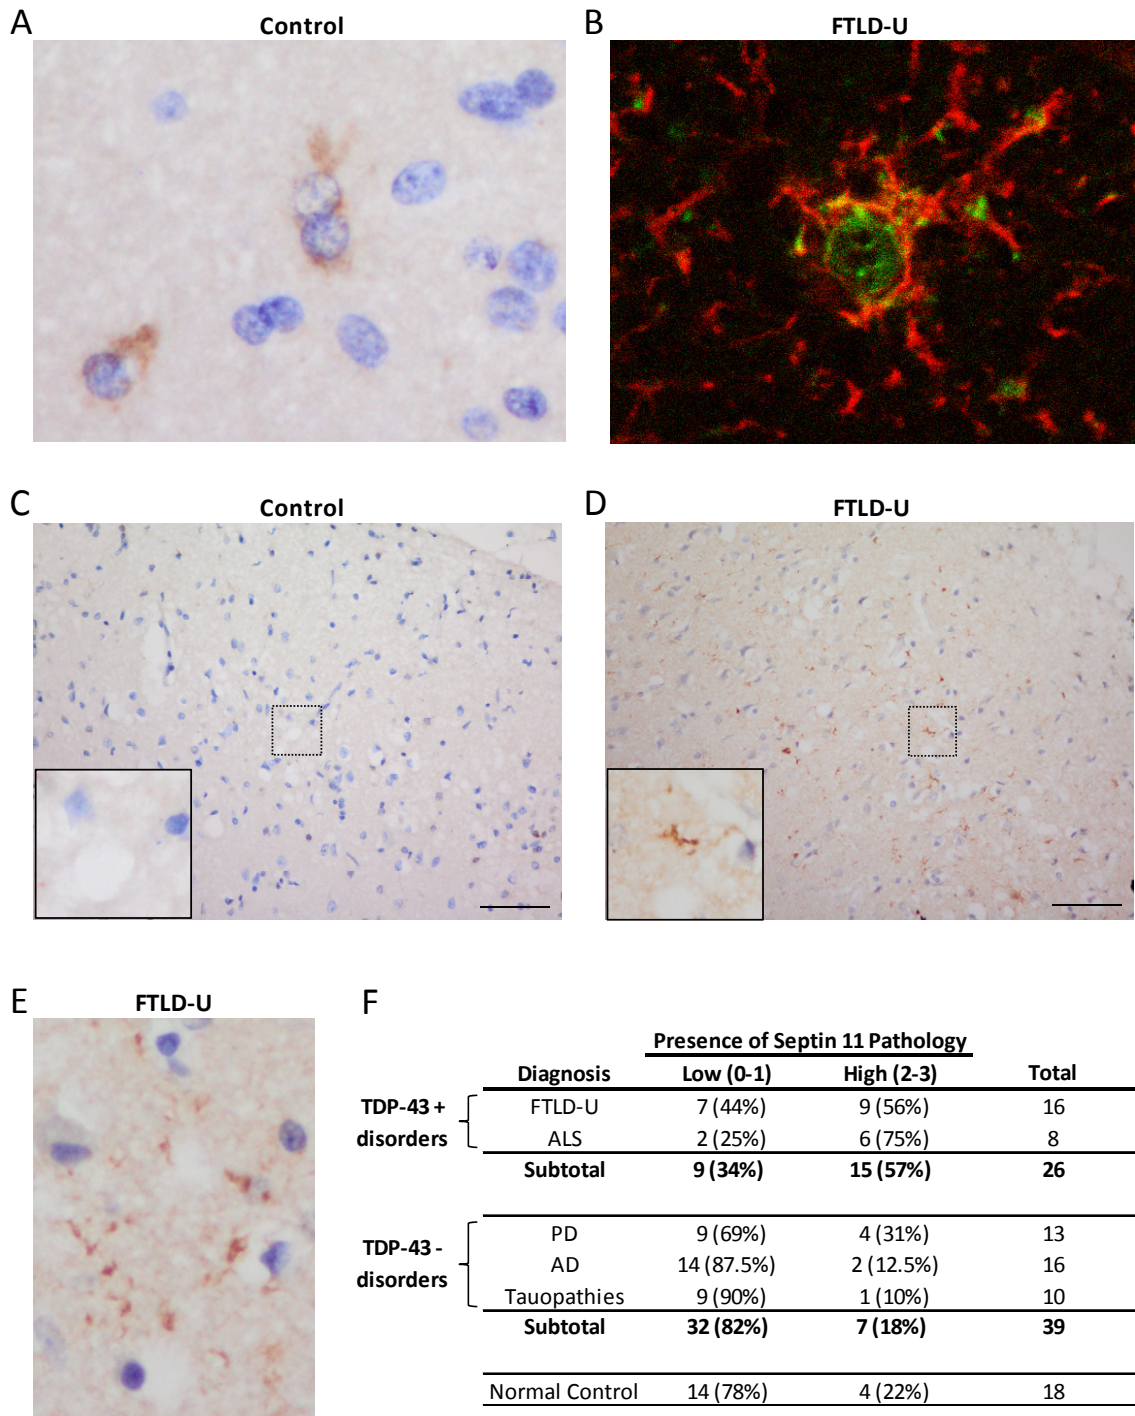 A
Control
B
FTLD-U
C
Control
D
FTLD-U
E
FTLD-U
F
Presence of Septin 11 Pathology
Diagnosis Low (0-1) High (2-3) Total
TDP-43 + disorders
FTLD-U 7 (44%) 9 (56%) 16
ALS 2 (25%) 6 (75%) 8
Subtotal 9 (34%) 15 (57%) 26
TDP-43 - disorders
PD 9 (69%) 4 (31%) 13
AD 14 (87.5%) 2 (12.5%) 16
Tauopathies 9 (90%) 1 (10%) 10
Subtotal 32 (82%) 7 (18%) 39
Normal Control 14 (78%) 4 (22%) 18